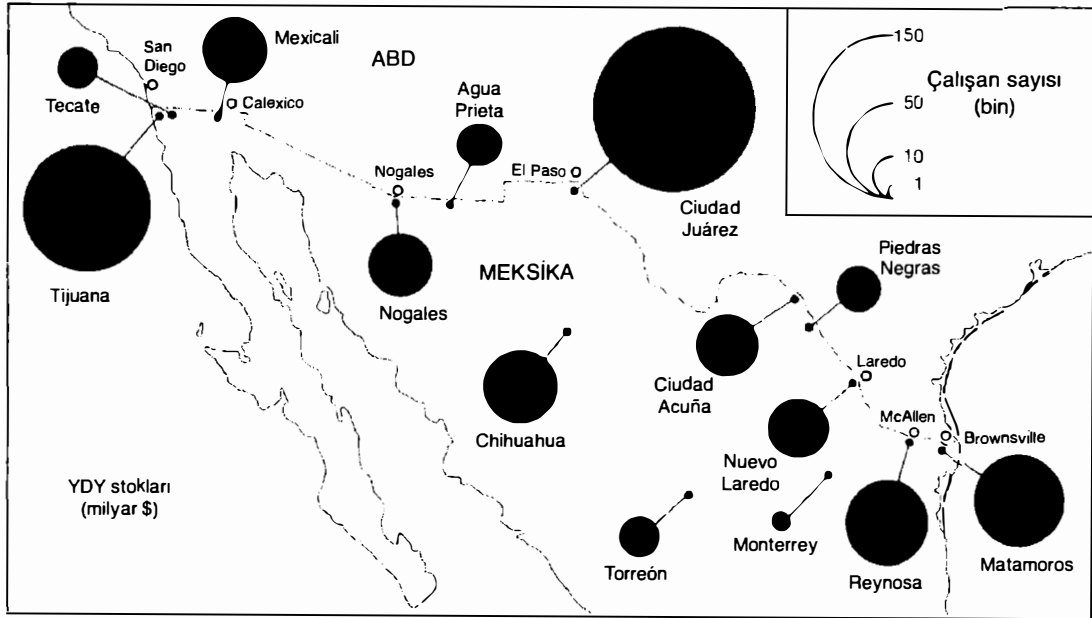 San
Diego
Mexicali
ABD
Tecate
Calexico
Agua
Prieta
Nogales
El Paso
Tijuana
Nogales
MEKSİKA
Ciudad
Juárez
150
50
10
1
Çalışan sayısı
(bin)
Piedras
Negras
Ciudad
Acuña
Laredo
Chihuahua
McAllen
Brownsville
Nuevo
Laredo
YDY stokları
(milyar $)
Torreón
Monterrey
Reynosa
Matamoros